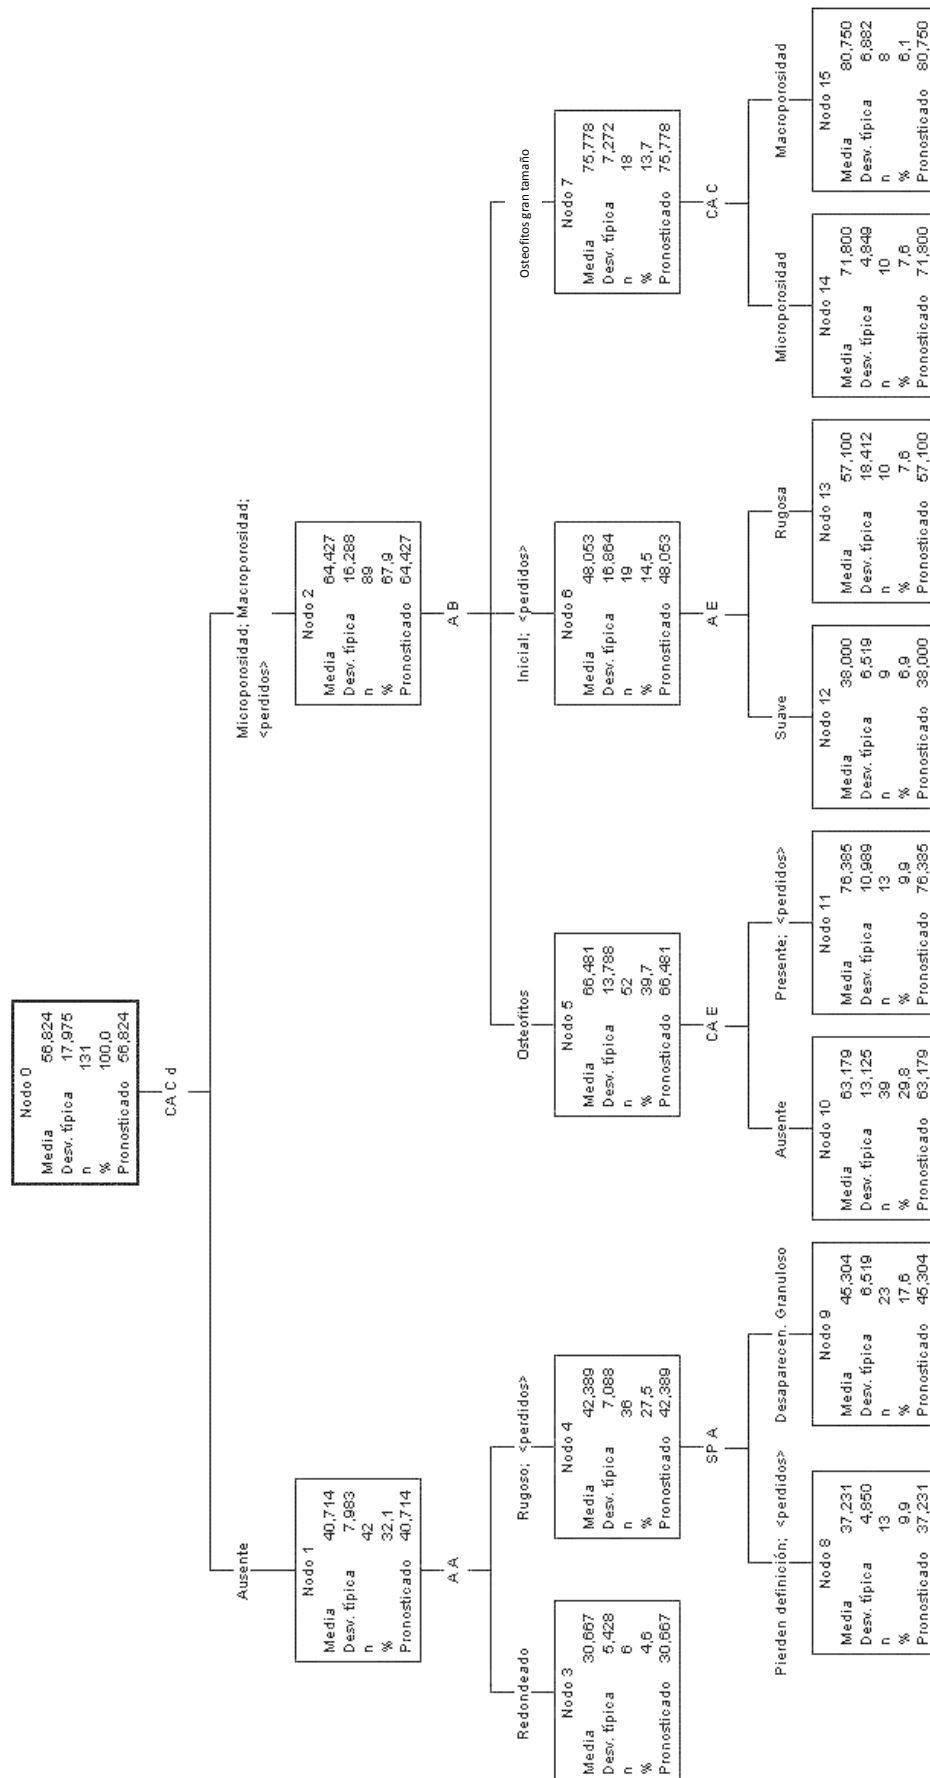 Nodo 0
Media 56,824
Desv. típica 17,975
n 131
% 100,0
Pronosticado 56,824
CA C d
Ausente
Microporosidad; Macroporosidad;
<perdidos>
Nodo 1
Media 40,714
Desv. típica 7,983
n 42
% 32,1
Pronosticado 40,714
Nodo 2
Media 64,427
Desv. típica 16,288
n 89
% 67,9
Pronosticado 64,427
A A
A B
Redondeado
Rugoso; <perdidos>
Osteofitos
Inicial; <perdidos>
Osteofitos gran tamaño
Nodo 3
Media 30,667
Desv. típica 5,428
n 6
% 4,6
Pronosticado 30,667
Nodo 4
Media 42,389
Desv. típica 7,088
n 36
% 27,5
Pronosticado 42,389
Nodo 5
Media 66,481
Desv. típica 13,788
n 52
% 39,7
Pronosticado 66,481
Nodo 6
Media 48,053
Desv. típica 16,864
n 19
% 14,5
Pronosticado 48,053
Nodo 7
Media 75,778
Desv. típica 7,272
n 18
% 13,7
Pronosticado 75,778
SP A
CA E
A E
CA C
Pierden definición; <perdidos>
Desaparecen. Granuloso
Ausente
Presente; <perdidos>
Suave
Rugosa
Microporosidad
Macroporosidad
Nodo 8
Media 37,231
Desv. típica 4,850
n 13
% 9,9
Pronosticado 37,231
Nodo 9
Media 45,304
Desv. típica 6,519
n 23
% 17,6
Pronosticado 45,304
Nodo 10
Media 63,179
Desv. típica 13,125
n 39
% 29,8
Pronosticado 63,179
Nodo 11
Media 76,385
Desv. típica 10,989
n 13
% 9,9
Pronosticado 76,385
Nodo 12
Media 38,000
Desv. típica 6,519
n 9
% 6,9
Pronosticado 38,000
Nodo 13
Media 57,100
Desv. típica 18,412
n 10
% 7,6
Pronosticado 57,100
Nodo 14
Media 71,800
Desv. típica 4,849
n 10
% 7,6
Pronosticado 71,800
Nodo 15
Media 80,750
Desv. típica 6,882
n 8
% 6,1
Pronosticado 80,750